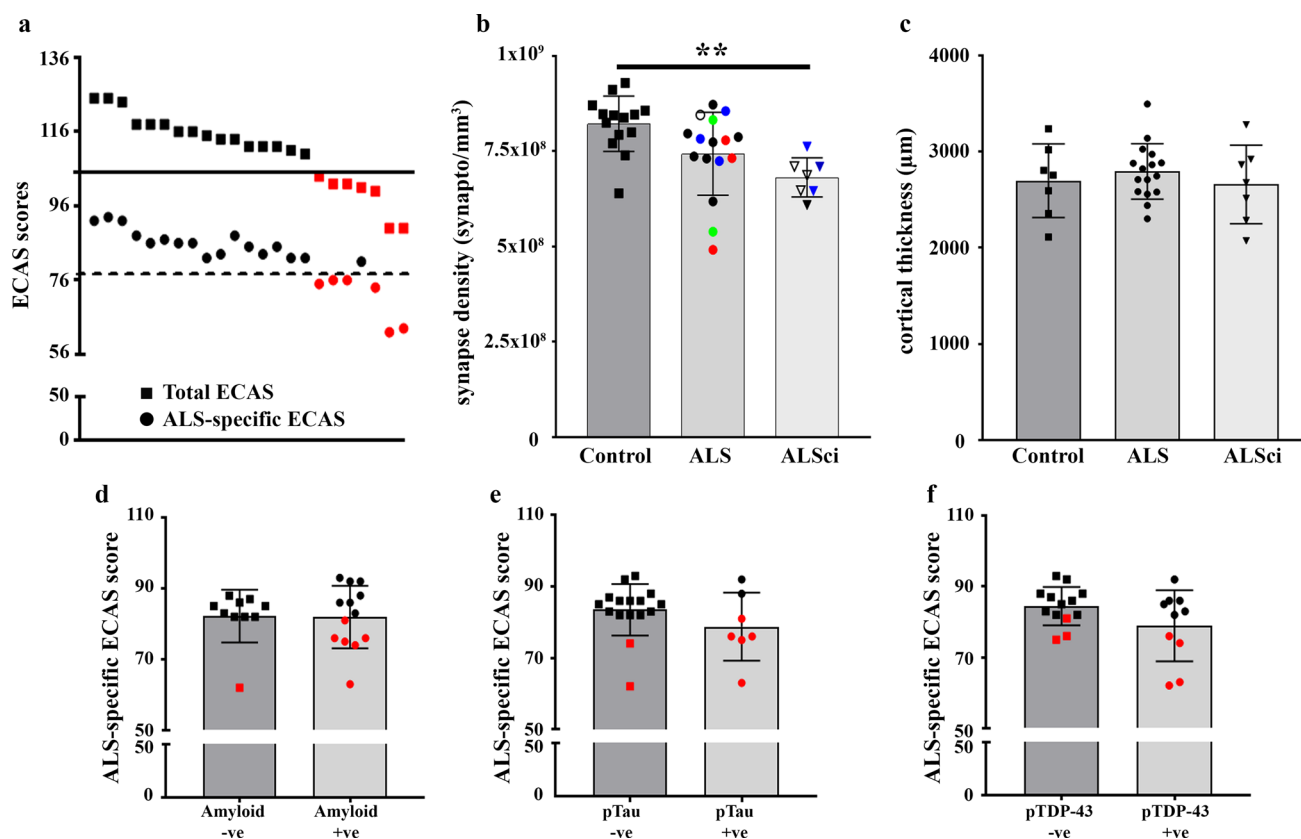 a
136
116
96
76
56
50
0
ECAS scores
Total ECAS
ALS-specific ECAS
b
**
1x10⁹
7.5x10⁸
5x10⁸
2.5x10⁸
0
synapse density (synapto/mm³)
Control ALS ALSci
c
4000
3000
2000
1000
0
cortical thickness (µm)
Control ALS ALSci
d
110
90
70
50
50
0
ALS-specific ECAS score
Amyloid Amyloid
-ve +ve
e
110
90
70
50
50
0
ALS-specific ECAS score
pTau pTau
-ve +ve
f
110
90
70
50
50
0
ALS-specific ECAS score
pTDP-43 pTDP-43
-ve +ve